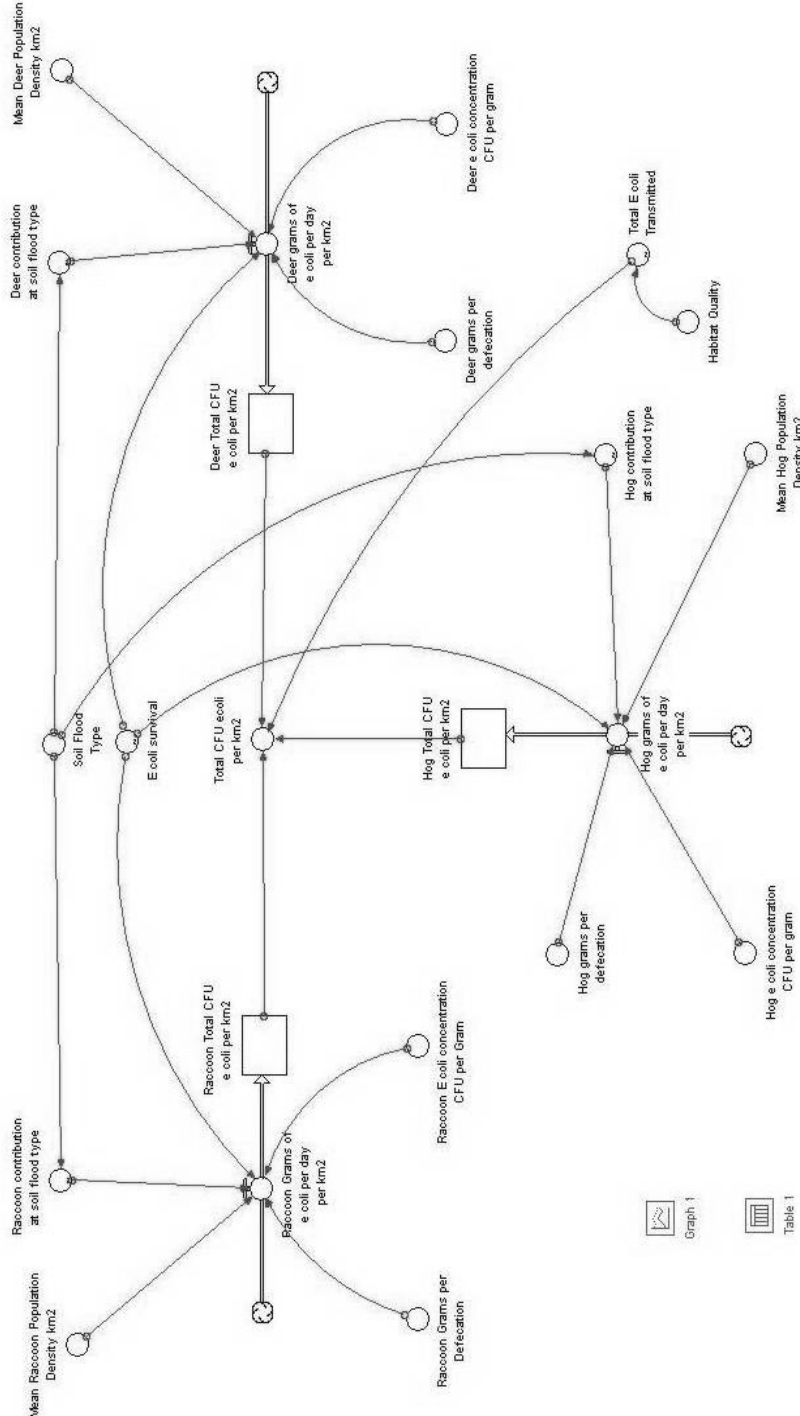 Mean Raccoon Population
Density km2
Raccoon contribution
at soil flood type
Soil Flood
Type
Deer contribution
at soil flood type
Mean Deer Population
Density km2
E coli survival
Raccoon Grams of
e coli per day
per km2
Raccoon Total CFU
e coli per km2
Total CFU ecoli
per km2
Deer Total CFU
e coli per km2
Deer grams of
e coli per day
per km2
Raccoon Grams per
Defecation
Raccoon E coli concentration
CFU per Gram
Hog Total CFU
e coli per km2
Deer grams per
defecation
Deer e coli concentration
CFU per gram
Hog grams per
defecation
Hog grams of
e coli per day
per km2
Hog contribution
at soil flood type
Habitat Quality
Total E coli
Transmitted
Hog e coli concentration
CFU per gram
Mean Hog Population
Density km2
Graph 1
Table 1